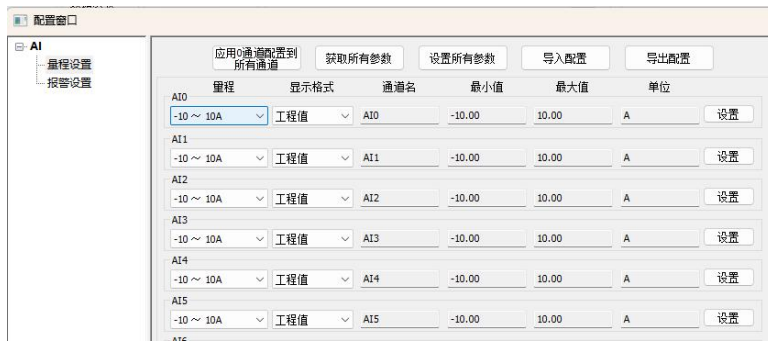 配置窗口
AI
量程设置
报警设置
应用0通道配置到
所有通道
获取所有参数
设置所有参数
导入配置
导出配置
量程 显示格式 通道名 最小值 最大值 单位
AI0
-10 ~ 10A 工程值 AI0 -10.00 10.00 A 设置
AI1
-10 ~ 10A 工程值 AI1 -10.00 10.00 A 设置
AI2
-10 ~ 10A 工程值 AI2 -10.00 10.00 A 设置
AI3
-10 ~ 10A 工程值 AI3 -10.00 10.00 A 设置
AI4
-10 ~ 10A 工程值 AI4 -10.00 10.00 A 设置
AI5
-10 ~ 10A 工程值 AI5 -10.00 10.00 A 设置